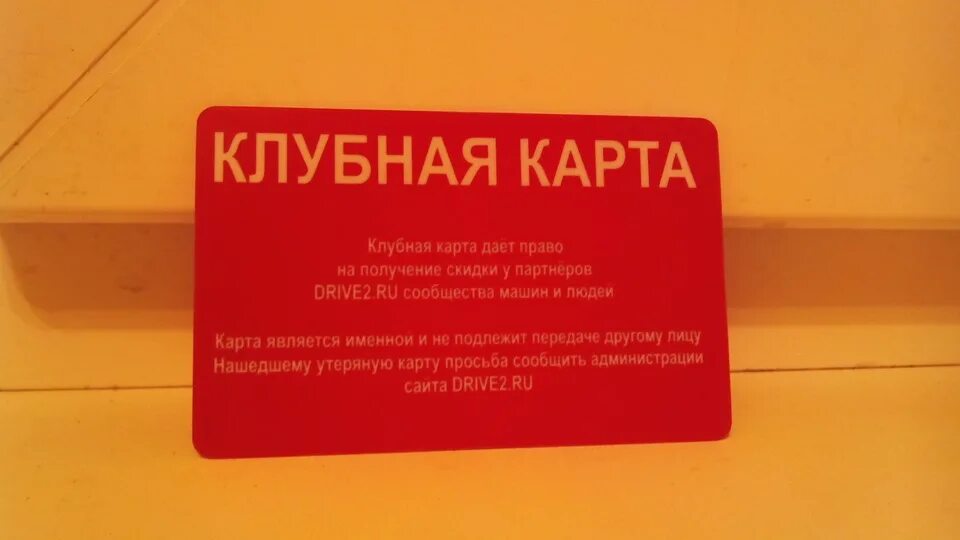 КЛУБНАЯ КАРТА
Клубная карта даёт право
на получение скидки у партнёров
DRIVE2.RU сообщества машин и людей
Карта является именной и не подлежит передаче другому лицу
Нашедшему утеряную карту просьба сообщить администрации
сайта DRIVE2.RU